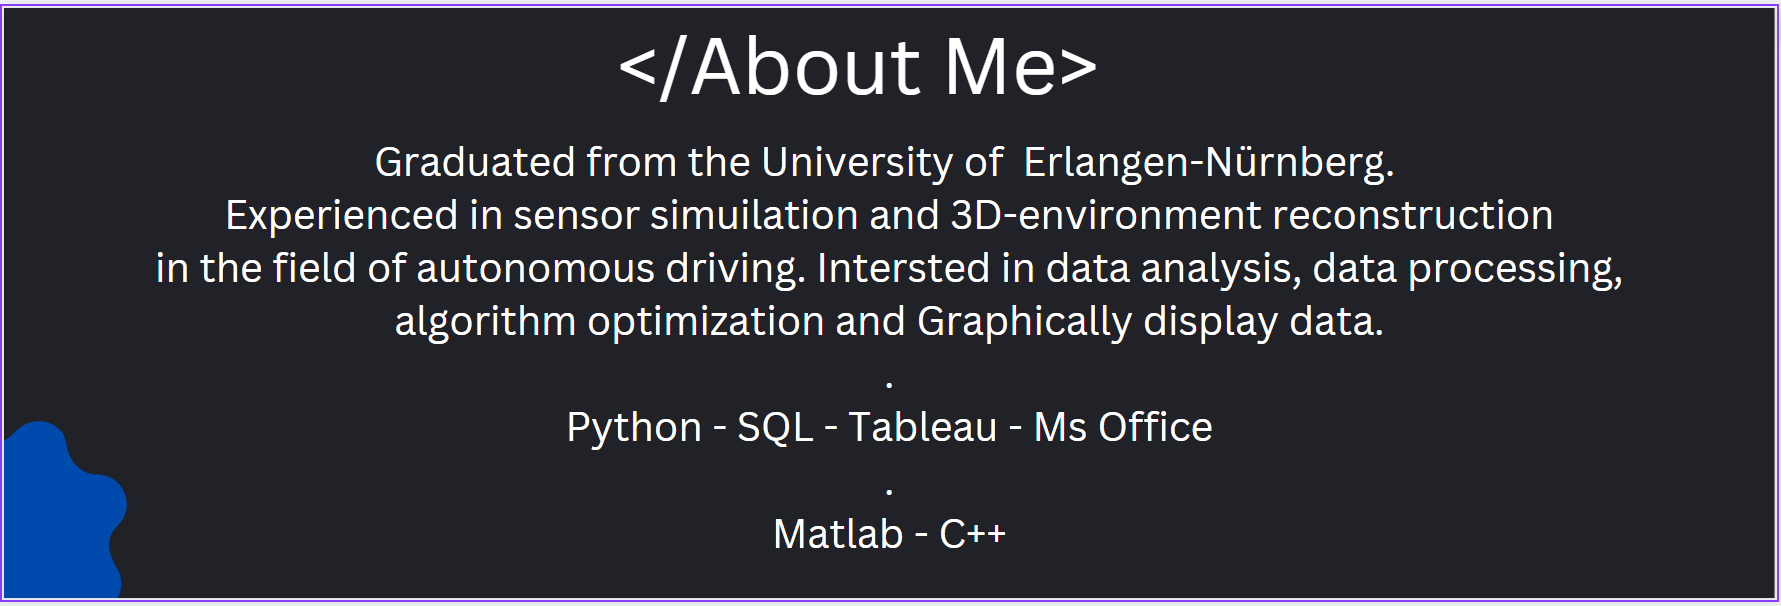 </About Me>
Graduated from the University of  Erlangen-Nürnberg.
Experienced in sensor simuilation and 3D-environment reconstruction
in the field of autonomous driving. Intersted in data analysis, data processing,
algorithm optimization and Graphically display data.
.
Python - SQL - Tableau - Ms Office
.
Matlab - C++